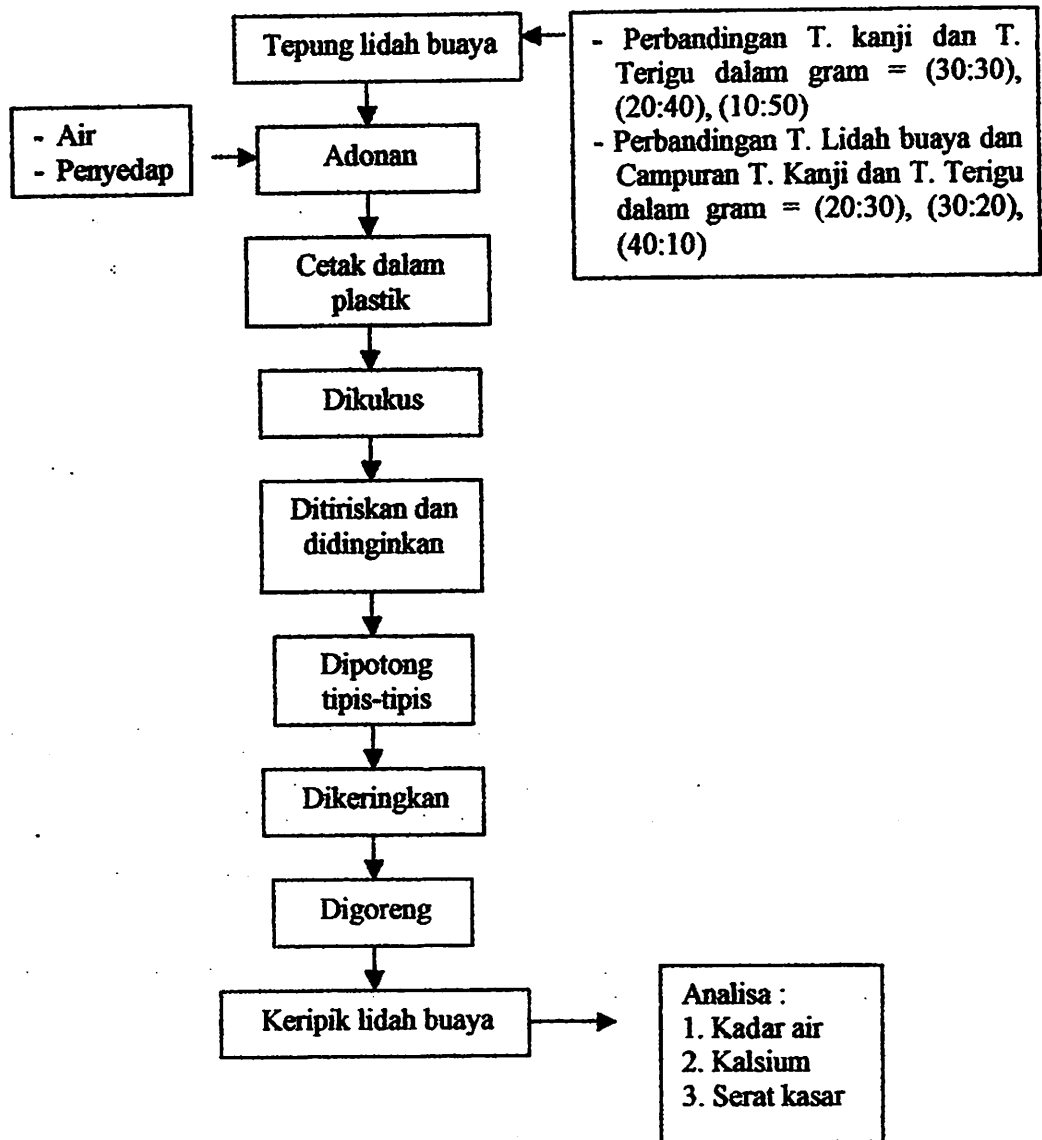 Tepung lidah buaya
- Perbandingan T. kanji dan T.
Terigu dalam gram = (30:30),
(20:40), (10:50)
- Perbandingan T. Lidah buaya dan
Campuran T. Kanji dan T. Terigu
dalam gram = (20:30), (30:20),
(40:10)
- Air
- Penyedap
Adonan
Cetak dalam
plastik
Dikukus
Ditiriskan dan
didinginkan
Dipotong
tipis-tipis
Dikeringkan
Digoreng
Keripik lidah buaya
Analisa :
1. Kadar air
2. Kalsium
3. Serat kasar